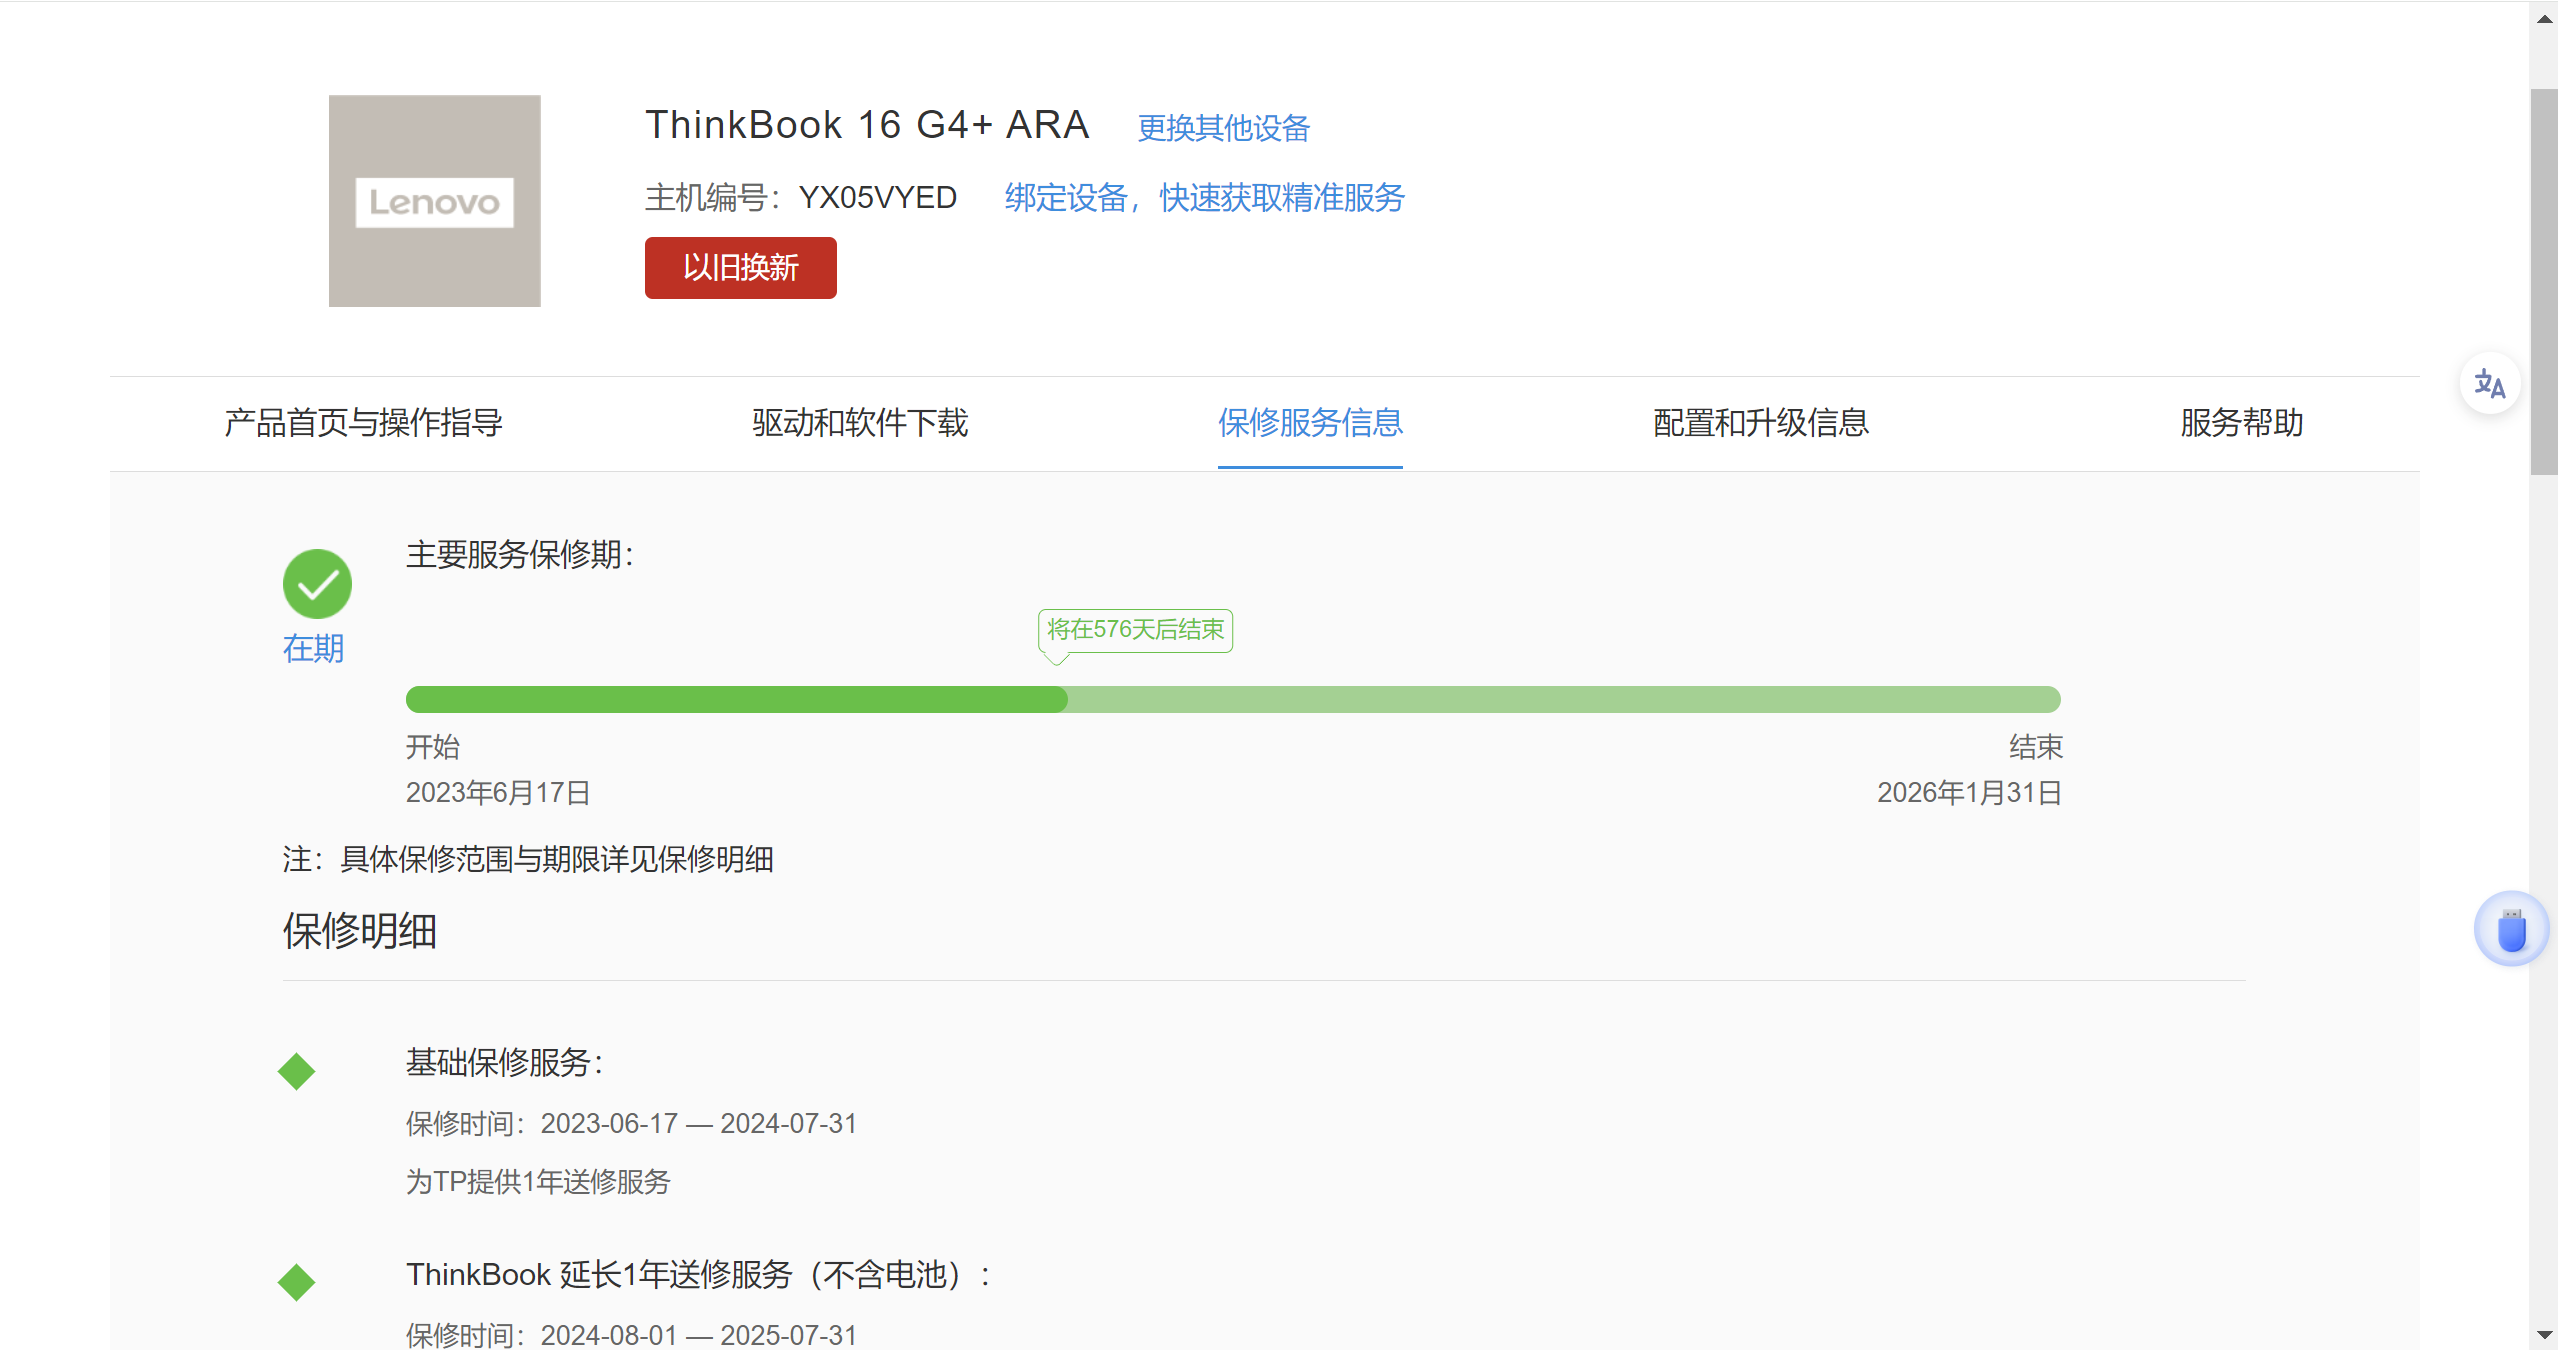 Lenovo
ThinkBook 16 G4+ ARA 更换其他设备
主机编号：YX05VYED 绑定设备，快速获取精准服务
以旧换新
产品首页与操作指导 驱动和软件下载 保修服务信息 配置和升级信息 服务帮助
主要服务保修期：
在期
将在576天后结束
开始 结束
2023年6月17日 2026年1月31日
注：具体保修范围与期限详见保修明细
保修明细
基础保修服务：
保修时间：2023-06-17 — 2024-07-31
为TP提供1年送修服务
ThinkBook 延长1年送修服务（不含电池）：
保修时间：2024-08-01 — 2025-07-31
文A